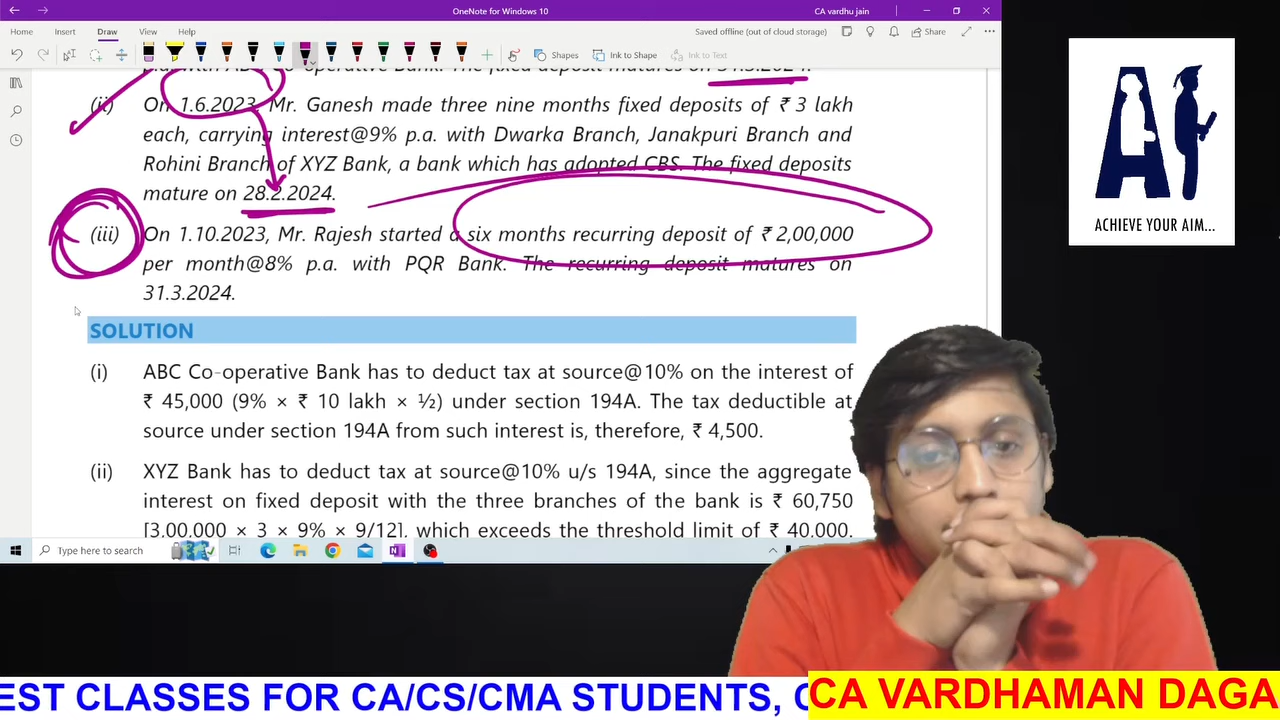 OneNote for Windows 10
CA vardhu jain
Home Insert Draw View Help
Saved offline (out of cloud storage)
Share
Shapes
Ink to Shape
Ink to Text
(ii) On 1.6.2023, Mr. Ganesh made three nine months fixed deposits of ₹ 3 lakh
each, carrying interest@9% p.a. with Dwarka Branch, Janakpuri Branch and
Rohini Branch of XYZ Bank, a bank which has adopted CBS. The fixed deposits
mature on 28.2.2024.
(iii) On 1.10.2023, Mr. Rajesh started a six months recurring deposit of ₹ 2,00,000
per month@8% p.a. with PQR Bank. The recurring deposit matures on
31.3.2024.
SOLUTION
(i) ABC Co-operative Bank has to deduct tax at source@10% on the interest of
₹ 45,000 (9% × ₹ 10 lakh × ½) under section 194A. The tax deductible at
source under section 194A from such interest is, therefore, ₹ 4,500.
(ii) XYZ Bank has to deduct tax at source@10% u/s 194A, since the aggregate
interest on fixed deposit with the three branches of the bank is ₹ 60,750
[3,00,000 × 3 × 9% × 9/12], which exceeds the threshold limit of ₹ 40,000.
Type here to search
ACHIEVE YOUR AIM...
EST CLASSES FOR CA/CS/CMA STUDENTS,
CA VARDHAMAN DAGA